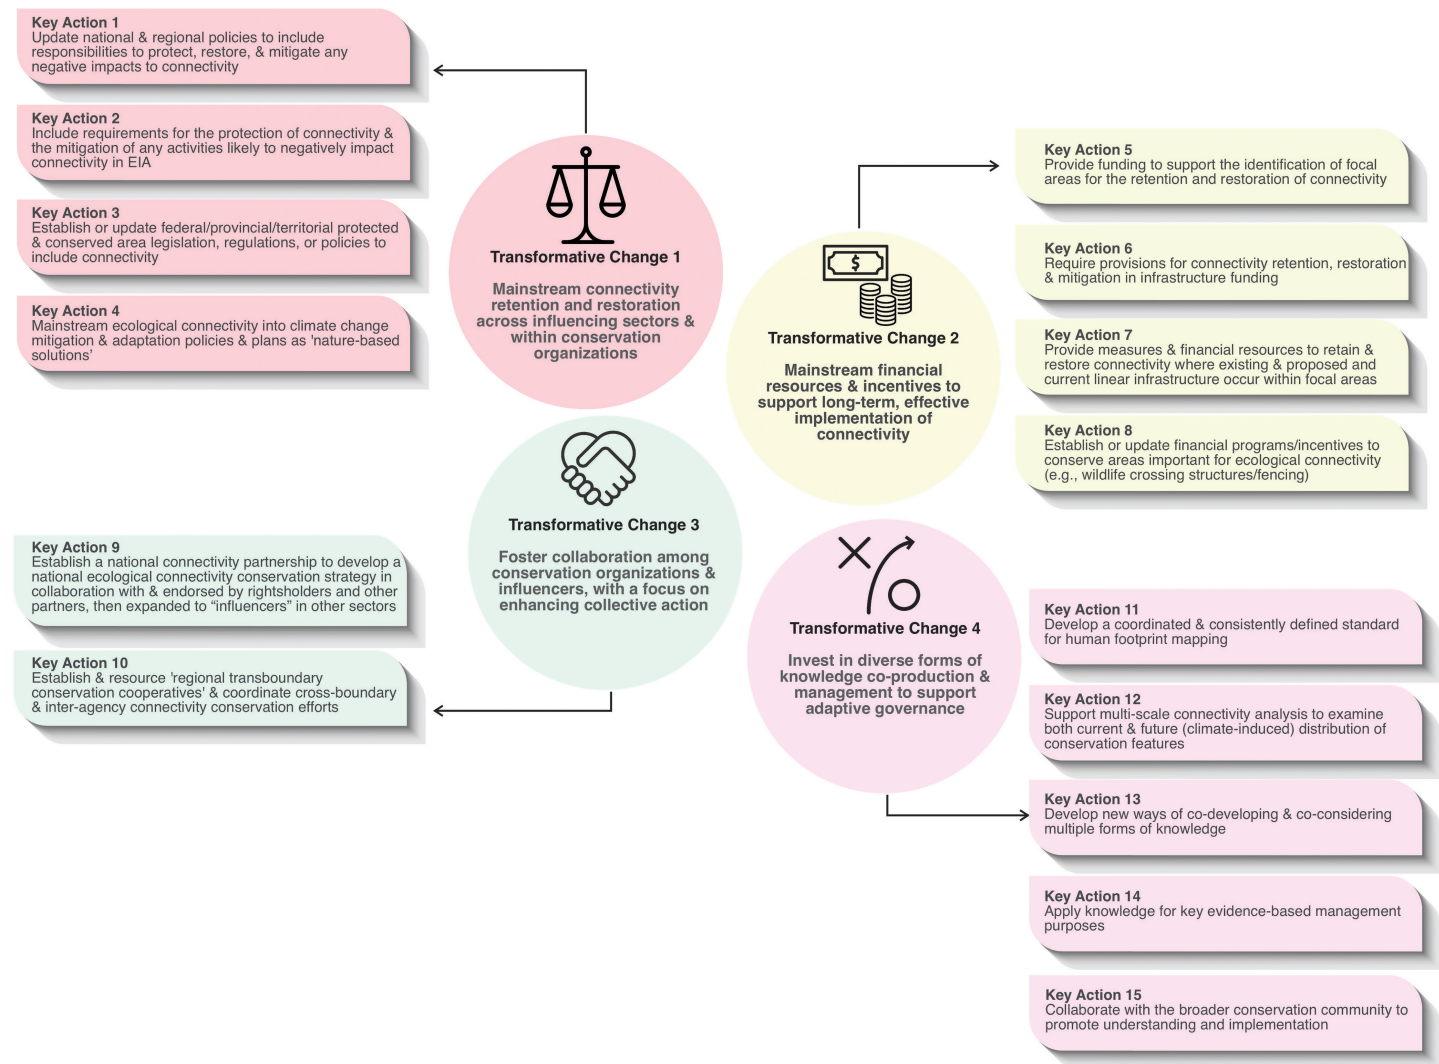 Key Action 1
Update national & regional policies to include
responsibilities to protect, restore, & mitigate any
negative impacts to connectivity
Key Action 2
Include requirements for the protection of connectivity &
the mitigation of any activities likely to negatively impact
connectivity in EIA
Key Action 3
Establish or update federal/provincial/territorial protected
& conserved area legislation, regulations, or policies to
include connectivity
Key Action 4
Mainstream ecological connectivity into climate change
mitigation & adaptation policies & plans as 'nature-based
solutions’
Transformative Change 1
Mainstream connectivity
retention and restoration
across influencing sectors &
within conservation
organizations
$
Transformative Change 2
Mainstream financial
resources & incentives to
support long-term, effective
implementation of
connectivity
Key Action 5
Provide funding to support the identification of focal
areas for the retention and restoration of connectivity
Key Action 6
Require provisions for connectivity retention, restoration
& mitigation in infrastructure funding
Key Action 7
Provide measures & financial resources to retain &
restore connectivity where existing & proposed and
current linear infrastructure occur within focal areas
Key Action 8
Establish or update financial programs/incentives to
conserve areas important for ecological connectivity
(e.g., wildlife crossing structures/fencing)
Transformative Change 3
Foster collaboration among
conservation organizations &
influencers, with a focus on
enhancing collective action
Key Action 9
Establish a national connectivity partnership to develop a
national ecological connectivity conservation strategy in
collaboration with & endorsed by rightsholders and other
partners, then expanded to “influencers” in other sectors
Key Action 10
Establish & resource 'regional transboundary
conservation cooperatives' & coordinate cross-boundary
& inter-agency connectivity conservation efforts
Transformative Change 4
Invest in diverse forms of
knowledge co-production &
management to support
adaptive governance
Key Action 11
Develop a coordinated & consistently defined standard
for human footprint mapping
Key Action 12
Support multi-scale connectivity analysis to examine
both current & future (climate-induced) distribution of
conservation features
Key Action 13
Develop new ways of co-developing & co-considering
multiple forms of knowledge
Key Action 14
Apply knowledge for key evidence-based management
purposes
Key Action 15
Collaborate with the broader conservation community to
promote understanding and implementation